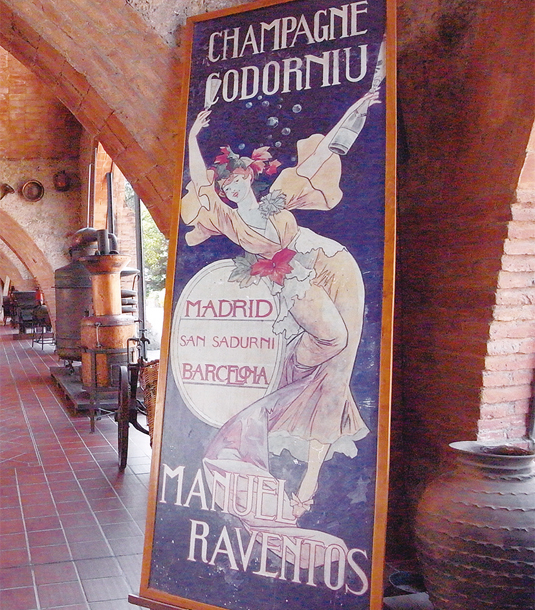 CHAMPAGNE
CODORNIU
MADRID
SAN SADURNI
BARCELONA
MANUEL
RAVENTOS